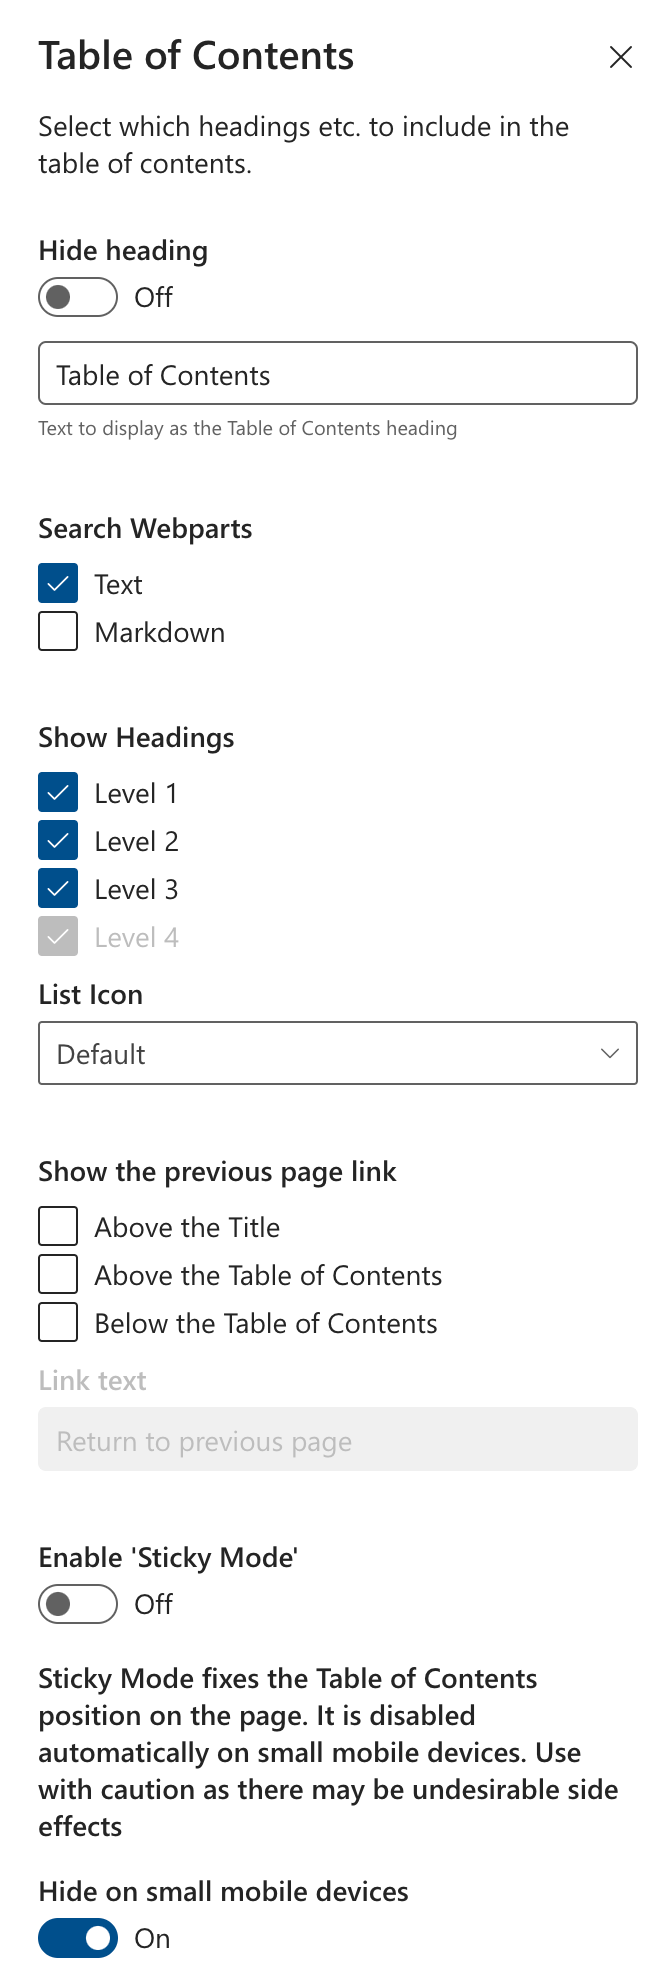 Table of Contents
Select which headings etc. to include in the
table of contents.
Hide heading
Off
Table of Contents
Text to display as the Table of Contents heading
Search Webparts
Text
Markdown
Show Headings
Level 1
Level 2
Level 3
Level 4
List Icon
Default
Show the previous page link
Above the Title
Above the Table of Contents
Below the Table of Contents
Link text
Return to previous page
Enable 'Sticky Mode'
Off
Sticky Mode fixes the Table of Contents
position on the page. It is disabled
automatically on small mobile devices. Use
with caution as there may be undesirable side
effects
Hide on small mobile devices
On